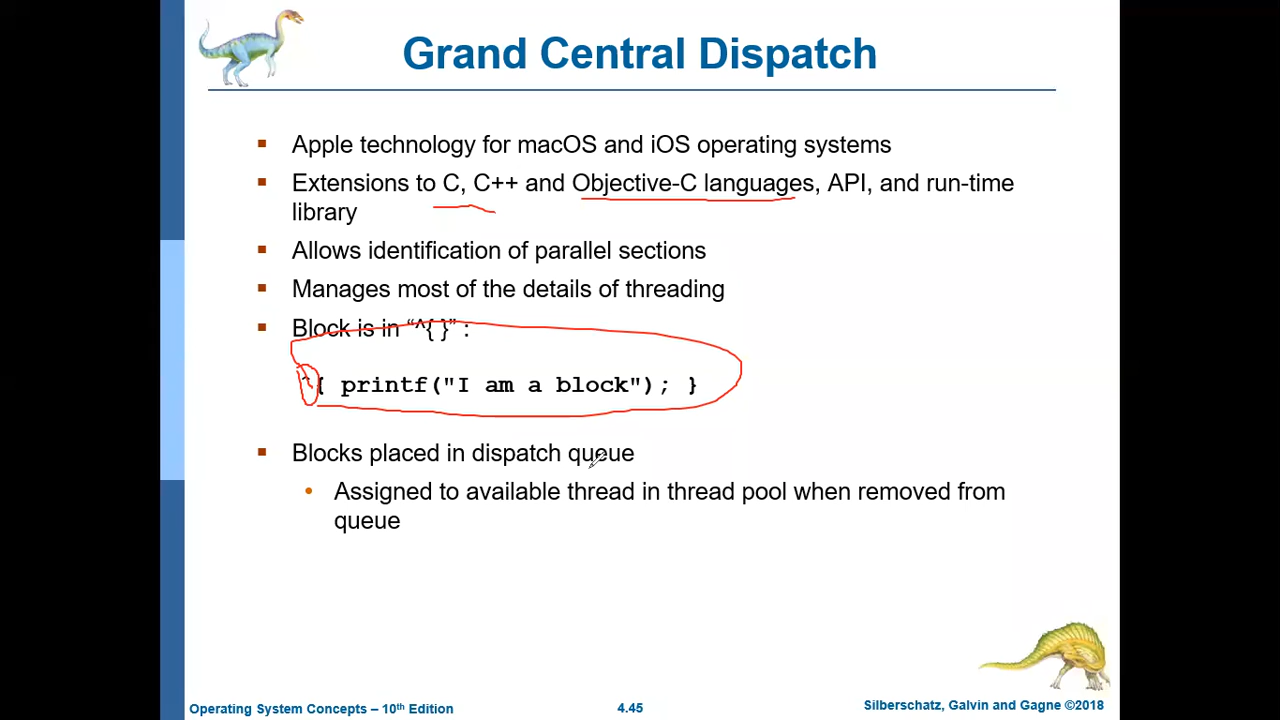 Grand Central Dispatch
▪ Apple technology for macOS and iOS operating systems
▪ Extensions to C, C++ and Objective-C languages, API, and run-time
library
▪ Allows identification of parallel sections
▪ Manages most of the details of threading
▪ Block is in “^{ }” :
^{ printf("I am a block"); }
▪ Blocks placed in dispatch queue
• Assigned to available thread in thread pool when removed from
queue
Operating System Concepts – 10th Edition
4.45
Silberschatz, Galvin and Gagne ©2018